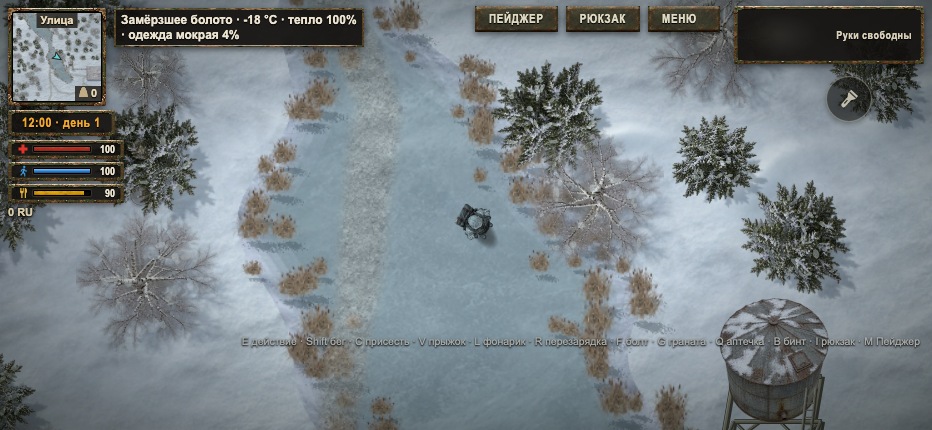 Улица
Замёрзшее болото · -18 °C · тепло 100%
· одежда мокрая 4%
ПЕЙДЖЕР
РЮКЗАК
МЕНЮ
Руки свободны
0
12:00 · день 1
100
100
90
0 RU
E действие · Shift бег · C присесть · V прыжок · L фонарик · R перезарядка · F болт · G граната · Q аптечка · B бинт · I рюкзак · M Пейджер